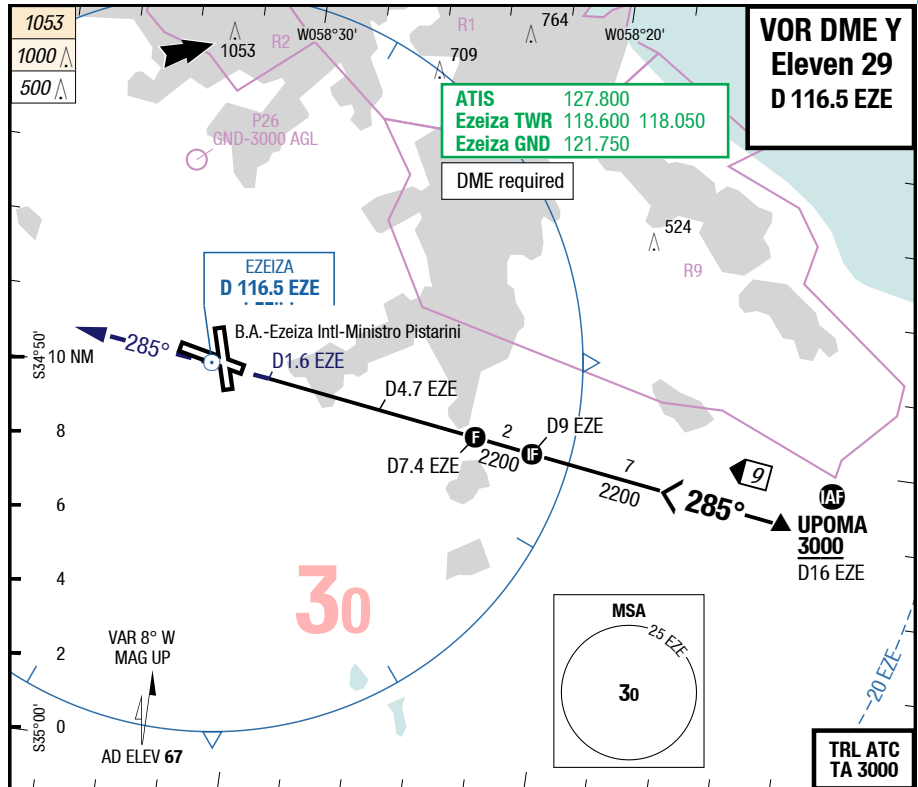 1053
1000
500
1053
R2
W058°30'
R1
764
W058°20'
709
VOR DME Y
Eleven 29
D 116.5 EZE
ATIS 127.800
Ezeiza TWR 118.600 118.050
Ezeiza GND 121.750
P26
GND-3000 AGL
DME required
524
R9
EZEIZA
D 116.5 EZE
B.A.-Ezeiza Intl-Ministro Pistarini
S34°50'
10 NM
285°
D1.6 EZE
D4.7 EZE
8
F
2
IF
D9 EZE
D7.4 EZE
2200
7
2200
285°
9
IAF
UPOMA
3000
D16 EZE
6
4
30
2
VAR 8° W
MAG UP
MSA
25 EZE
30
20 EZE
S35°00'
0
AD ELEV 67
TRL ATC
TA 3000